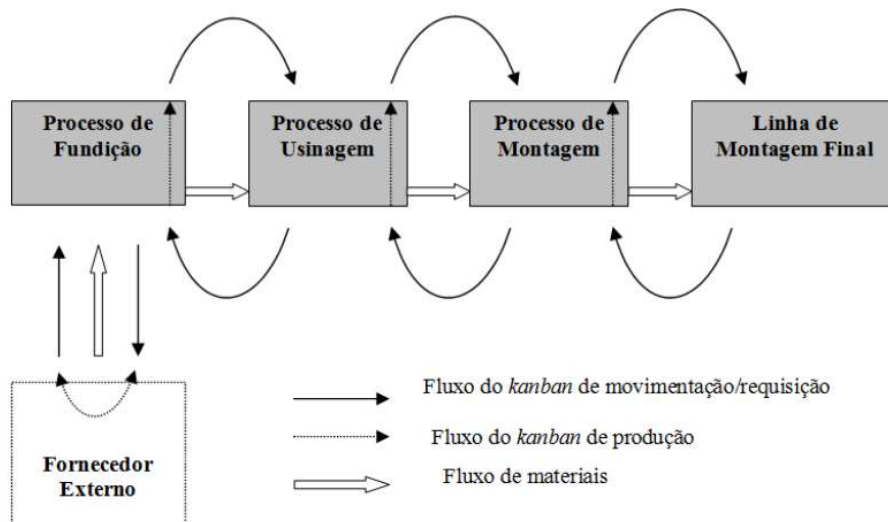 Processo de
Fundição
Processo de
Usinagem
Processo de
Montagem
Linha de
Montagem Final
Fornecedor
Externo
Fluxo do kanban de movimentação/requisição
Fluxo do kanban de produção
Fluxo de materiais